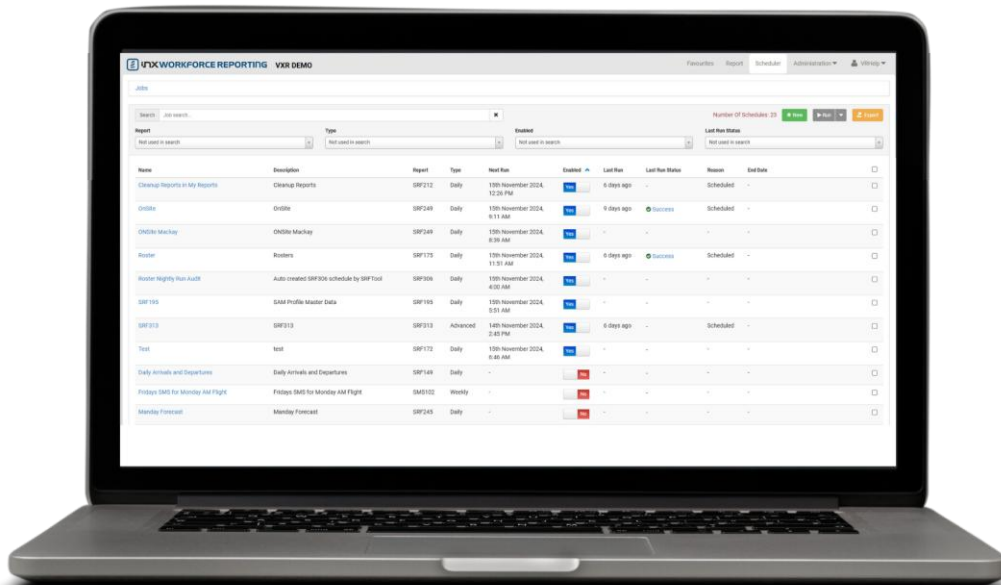 INX WORKFORCE REPORTING VXR DEMO
Favourites Report Scheduler Administration
Jobs
Search Job search...
Number Of Schedules: 23 New Run Export
Report Type Enabled Last Run Status
Not used in search Not used in search Not used in search Not used in search
Name Description Report Type Next Run Enabled Last Run Last Run Status Reason End Date
Cleanup Reports in My Reports Cleanup Reports SRF212 Daily 15th November 2024, Yes 6 days ago - Scheduled -
12:26 PM
OnSite OnSite SRF249 Daily 15th November 2024, Yes 9 days ago Success Scheduled -
9:11 AM
ONSite Mackay ONSite Mackay SRF249 Daily 15th November 2024, Yes - - - -
8:39 AM
Roster Rosters SRF175 Daily 15th November 2024, Yes 6 days ago Success Scheduled -
11:51 AM
Roster Nightly Run Audit Auto created SRF306 schedule by SRFTool SRF306 Daily 15th November 2024, Yes - - - -
4:00 AM
SRF195 SAM Profile Master Data SRF195 Daily 15th November 2024, Yes - - - -
5:51 AM
SRF313 SRF313 SRF313 Advanced 14th November 2024, Yes 6 days ago - Scheduled -
2:45 PM
Test test SRF172 Daily 15th November 2024, Yes - - - -
6:46 AM
Daily Arrivals and Departures Daily Arrivals and Departures SRF149 Daily - No - - - -
Fridays SMS for Monday AM Flight Fridays SMS for Monday AM Flight SMS102 Weekly - No - - - -
Manday Forecast Manday Forecast SRF245 Daily - No - - - -